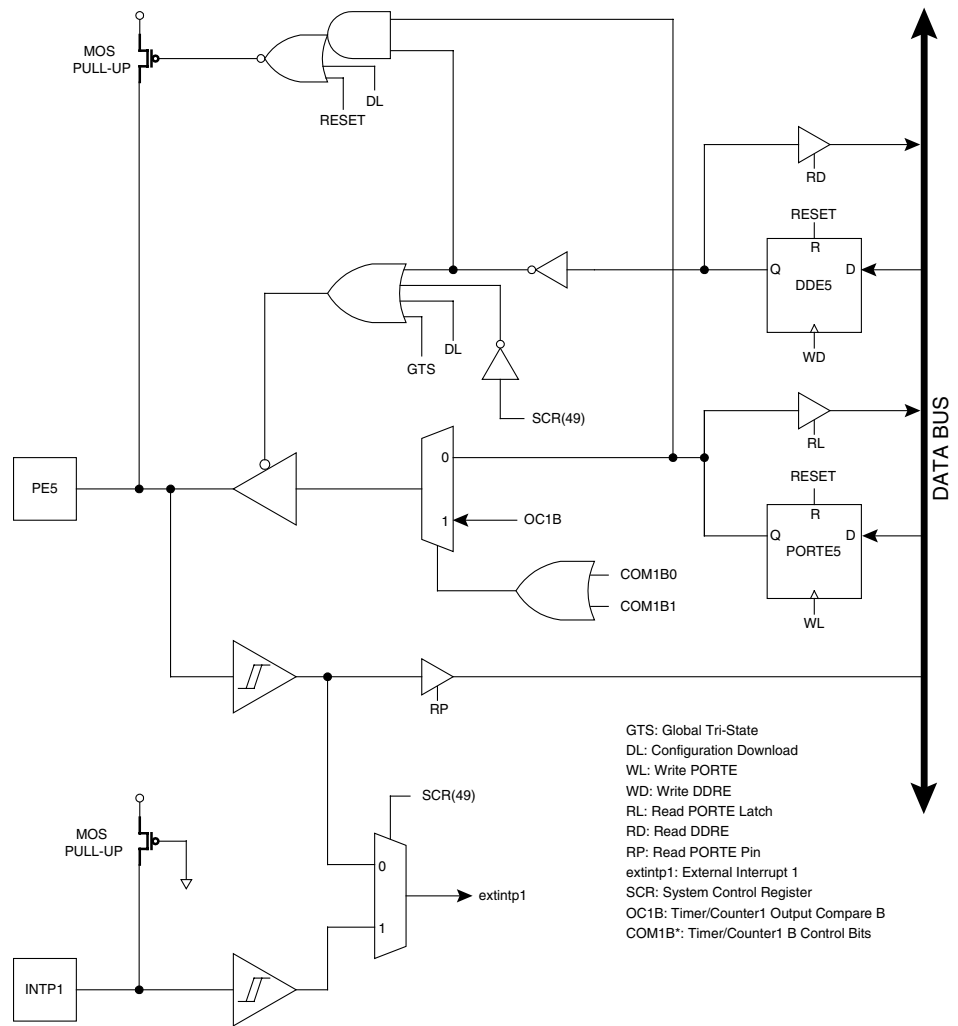 MOS
PULL-UP
DL
RESET
RD
RESET
R
Q
D
DDE5
WD
DL
GTS
SCR(49)
RL
DATA BUS
0
PE5
RESET
R
1
OC1B
Q
D
PORTE5
COM1B0
COM1B1
WL
RP
GTS: Global Tri-State
DL: Configuration Download
WL: Write PORTE
WD: Write DDRE
RL: Read PORTE Latch
RD: Read DDRE
RP: Read PORTE Pin
extintp1: External Interrupt 1
SCR: System Control Register
OC1B: Timer/Counter1 Output Compare B
COM1B*: Timer/Counter1 B Control Bits
SCR(49)
MOS
PULL-UP
0
extintp1
1
INTP1